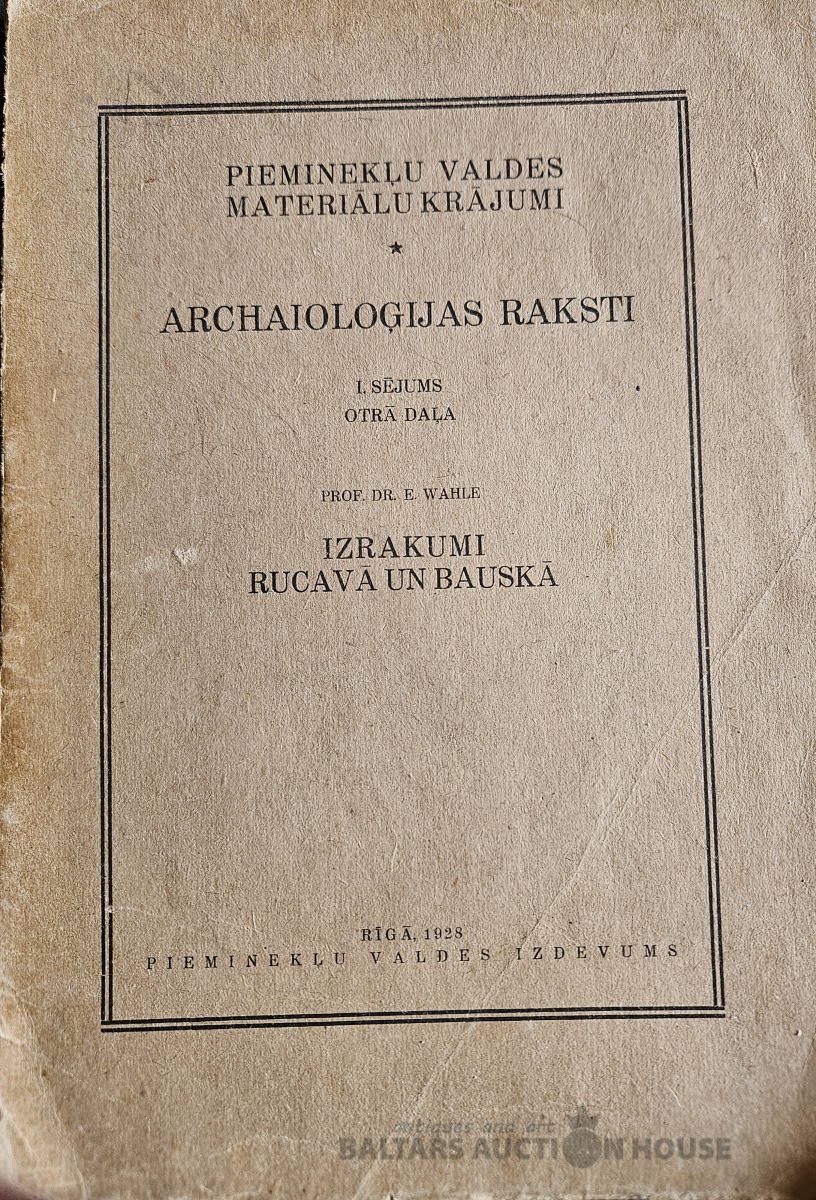 PIEMINEKĻU VALDES
MATERIĀLU KRĀJUMI
★
ARCHAIOLOĢIJAS RAKSTI
I. SĒJUMS
OTRĀ DAĻA
PROF. DR. E. WAHLE
IZRAKUMI
RUCAVĀ UN BAUSKĀ
RĪGĀ, 1928
PIEMINEKĻU VALDES IZDEVUMS
antiques and art
BALTARS AUCTION HOUSE